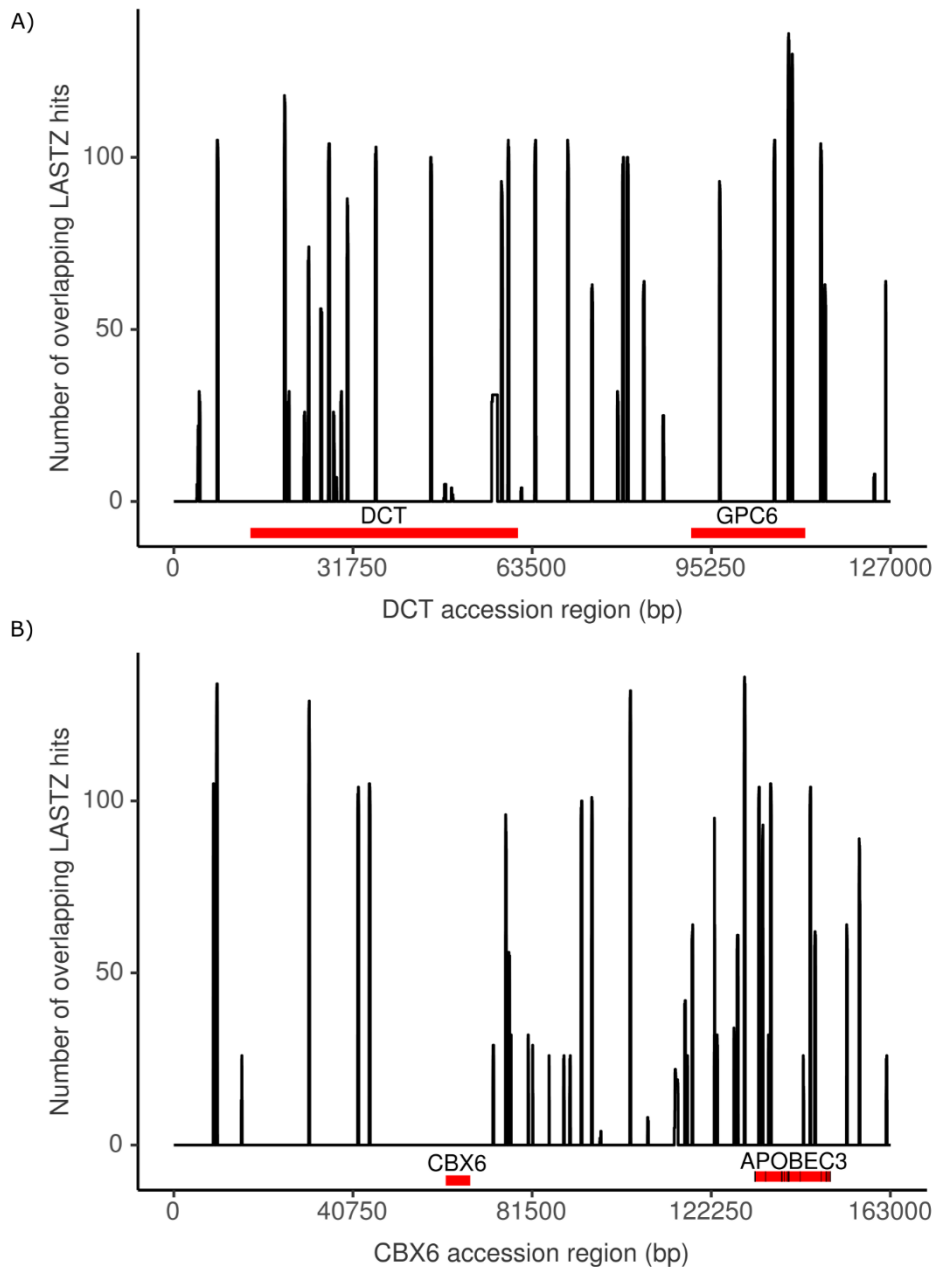 A)
Number of overlapping LASTZ hits
100
50
0
DCT GPC6
0 31750 63500 95250 127000
DCT accession region (bp)
B)
Number of overlapping LASTZ hits
100
50
0
CBX6 APOBEC3
0 40750 81500 122250 163000
CBX6 accession region (bp)